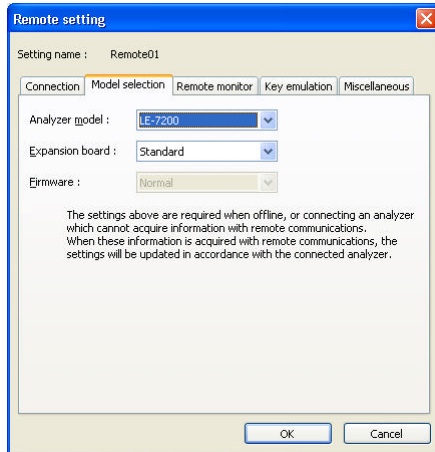 Remote setting
Setting name : Remote01
Connection Model selection Remote monitor Key emulation Miscellaneous
Analyzer model : LE-7200
Expansion board : Standard
Firmware : Normal
The settings above are required when offline, or connecting an analyzer
which cannot acquire information with remote communications.
When these information is acquired with remote communications, the
settings will be updated in accordance with the connected analyzer.
OK Cancel